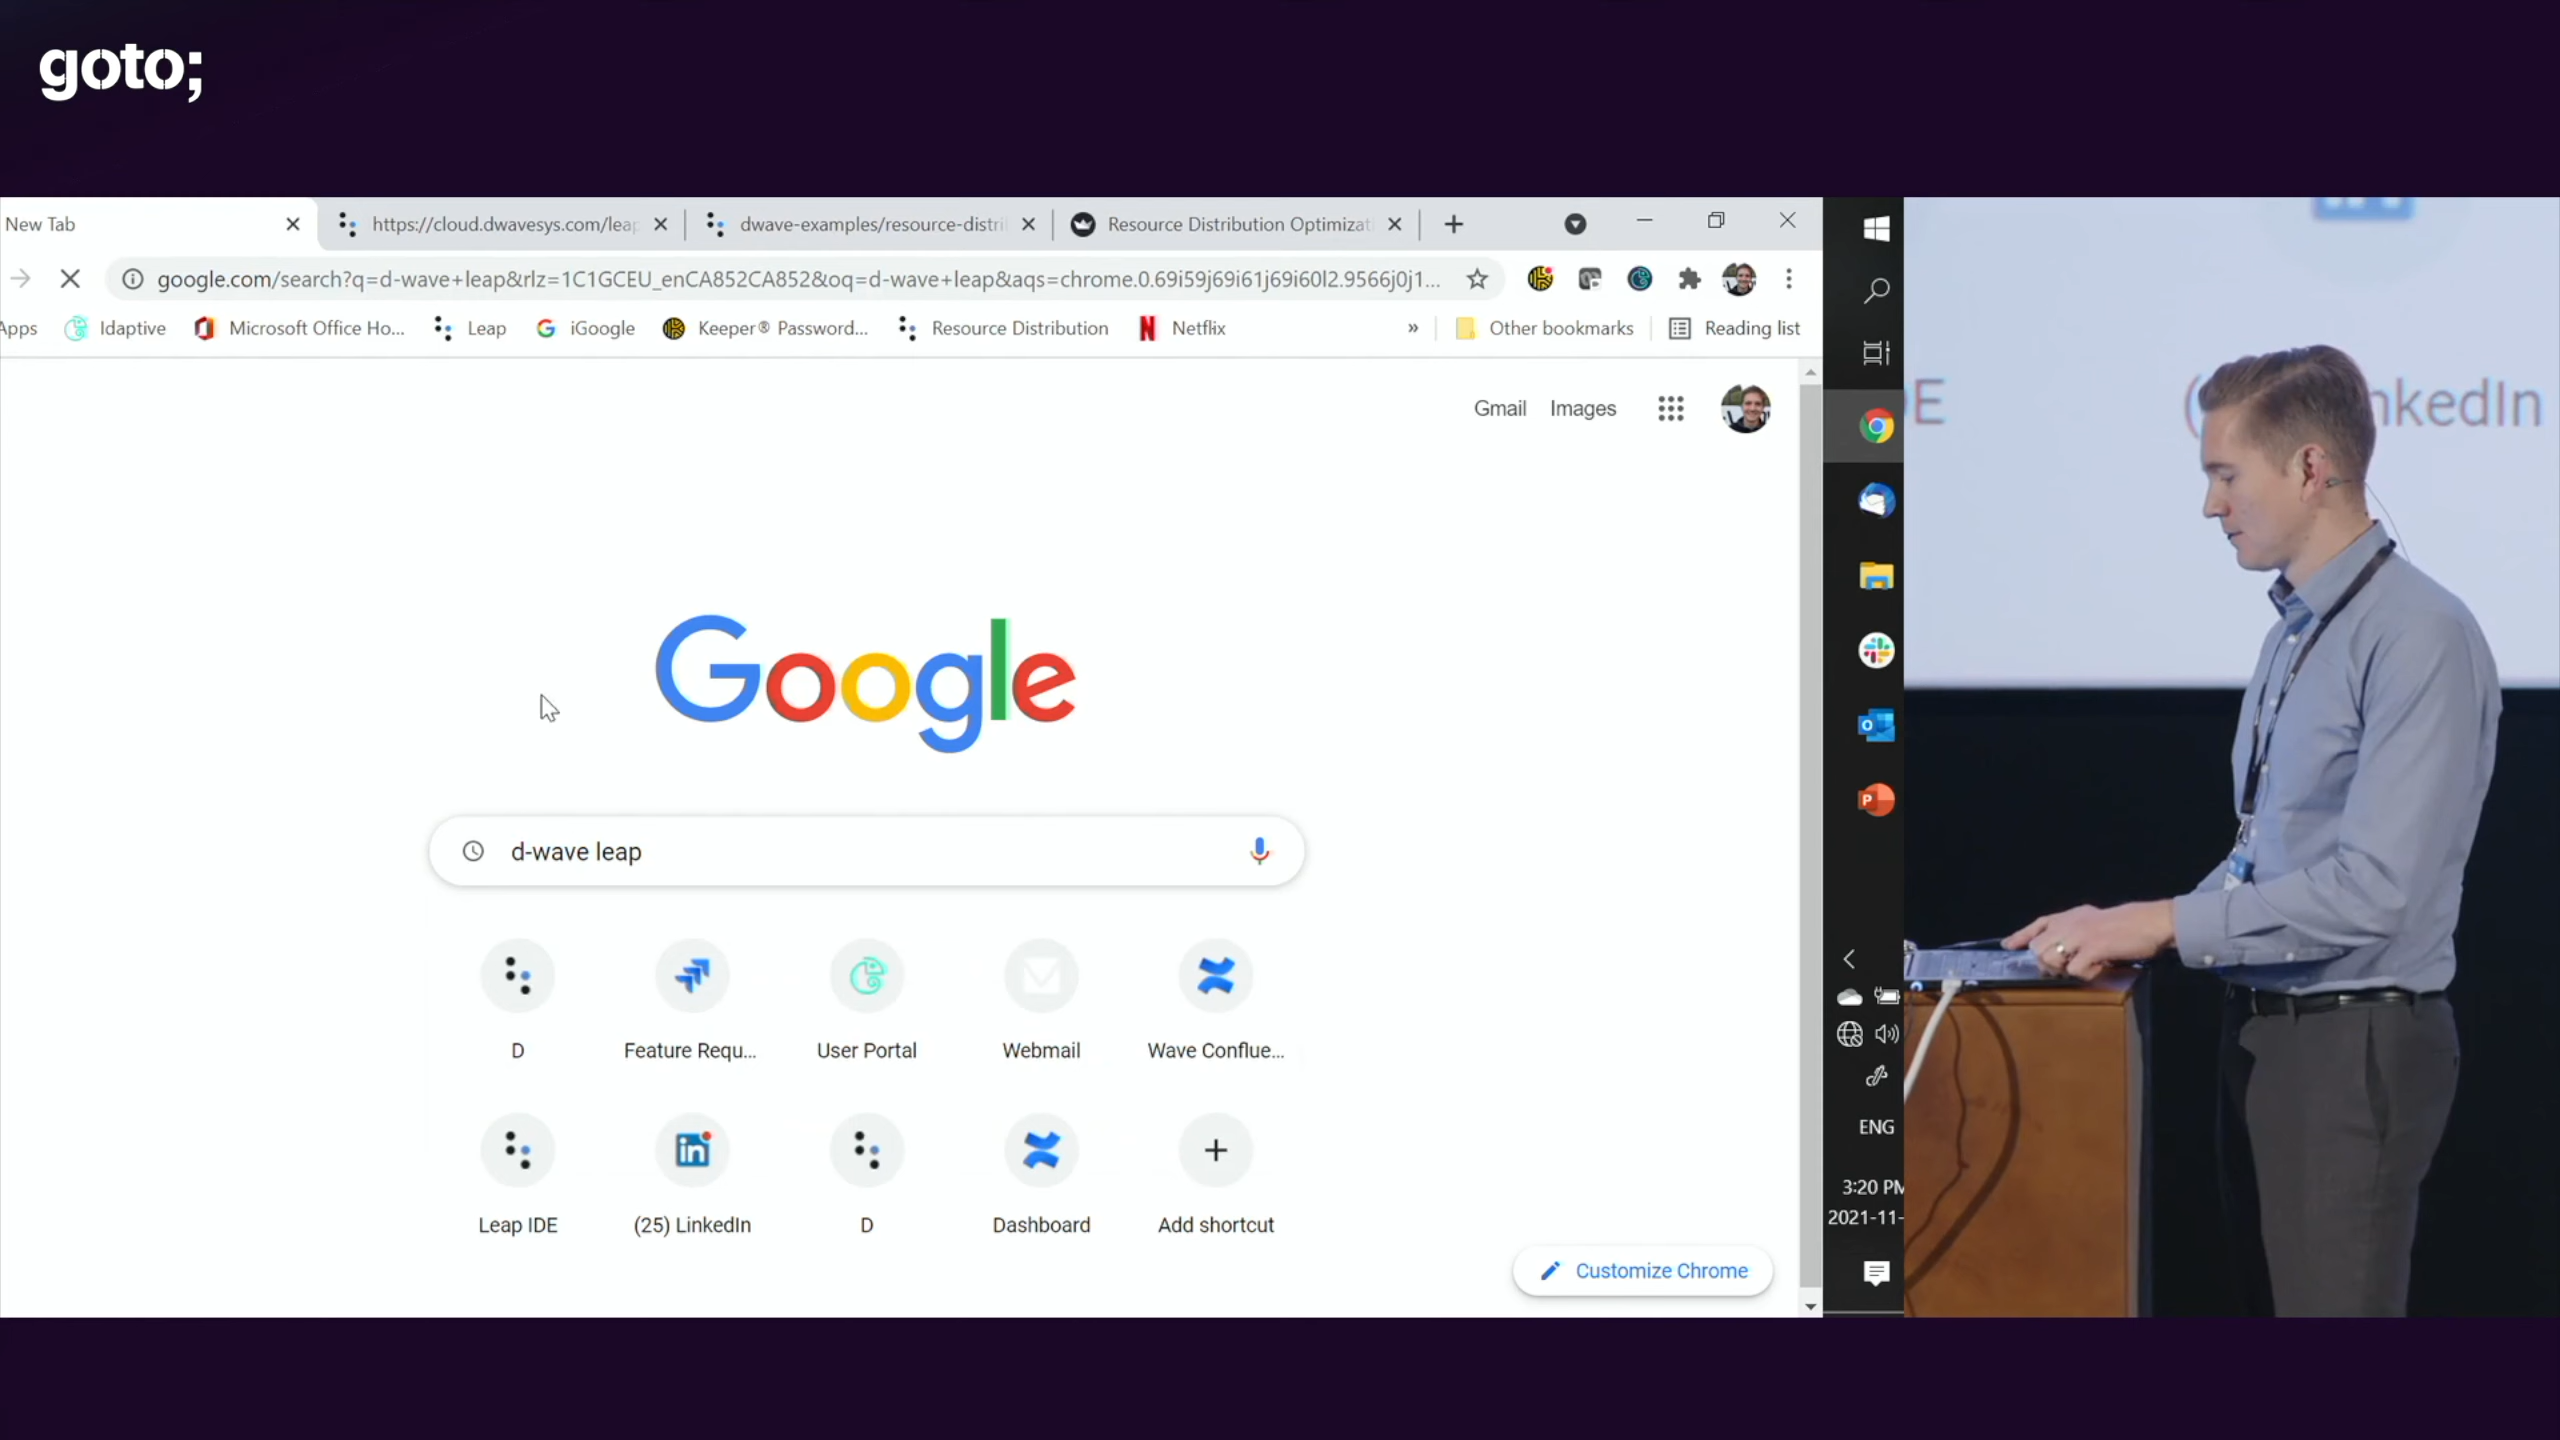 goto;
New Tab
https://cloud.dwavesys.com/leap
dwave-examples/resource-distri
Resource Distribution Optimizat
google.com/search?q=d-wave+leap&rlz=1C1GCEU_enCA852CA852&oq=d-wave+leap&aqs=chrome.0.69i59j69i61j69i60l2.9566j0j1...
Apps
Idaptive
Microsoft Office Ho...
Leap
iGoogle
Keeper® Password...
Resource Distribution
Netflix
»
Other bookmarks
Reading list
Gmail
Images
Google
d-wave leap
D
Feature Requ...
User Portal
Webmail
Wave Conflue...
Leap IDE
(25) LinkedIn
D
Dashboard
Add shortcut
Customize Chrome
ENG
3:20 PM
2021-11-
DE
(
nkedIn